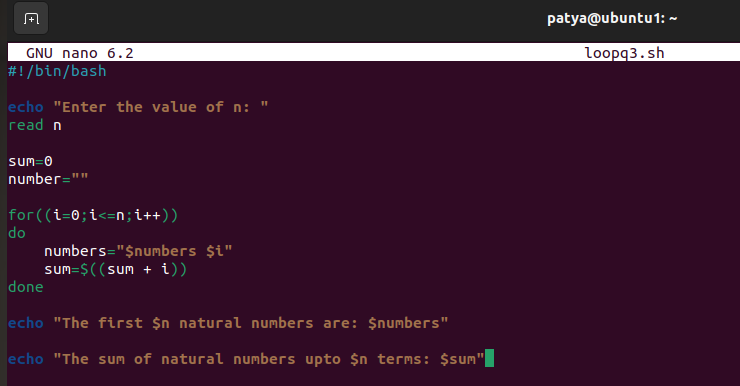 patya@ubuntu1: ~
GNU nano 6.2 loopq3.sh
#!/bin/bash
echo "Enter the value of n: "
read n
sum=0
number=""
for((i=0;i<=n;i++))
do
    numbers="$numbers $i"
    sum=$((sum + i))
done
echo "The first $n natural numbers are: $numbers"
echo "The sum of natural numbers upto $n terms: $sum"